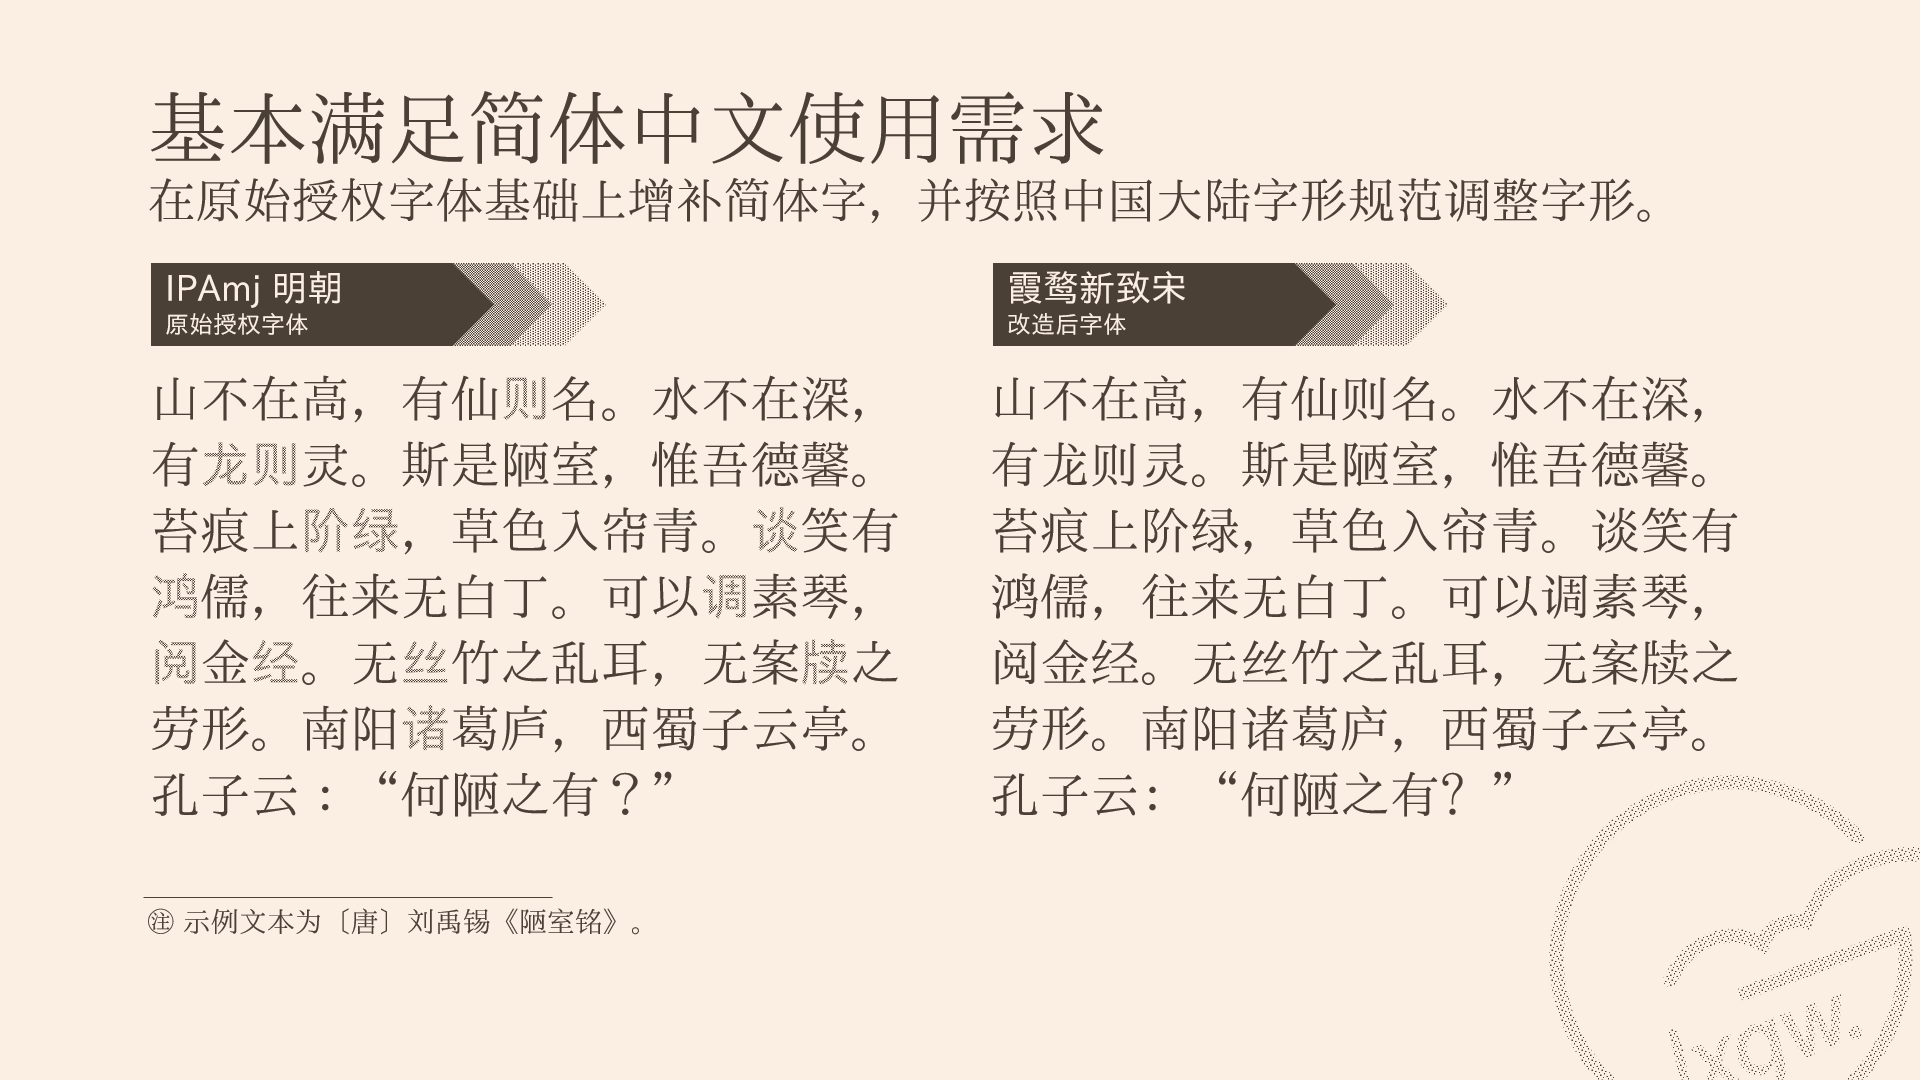 基本满足简体中文使用需求
在原始授权字体基础上增补简体字，并按照中国大陆字形规范调整字形。
IPAmj 明朝
原始授权字体
山不在高，有仙则名。水不在深，
有龙则灵。斯是陋室，惟吾德馨。
苔痕上阶绿，草色入帘青。谈笑有
鸿儒，往来无白丁。可以调素琴，
阅金经。无丝竹之乱耳，无案牍之
劳形。南阳诸葛庐，西蜀子云亭。
孔子云：“何陋之有？”
霞鹜新致宋
改造后字体
山不在高，有仙则名。水不在深，
有龙则灵。斯是陋室，惟吾德馨。
苔痕上阶绿，草色入帘青。谈笑有
鸿儒，往来无白丁。可以调素琴，
阅金经。无丝竹之乱耳，无案牍之
劳形。南阳诸葛庐，西蜀子云亭。
孔子云：“何陋之有？”
㊟ 示例文本为〔唐〕刘禹锡《陋室铭》。
lxgw.